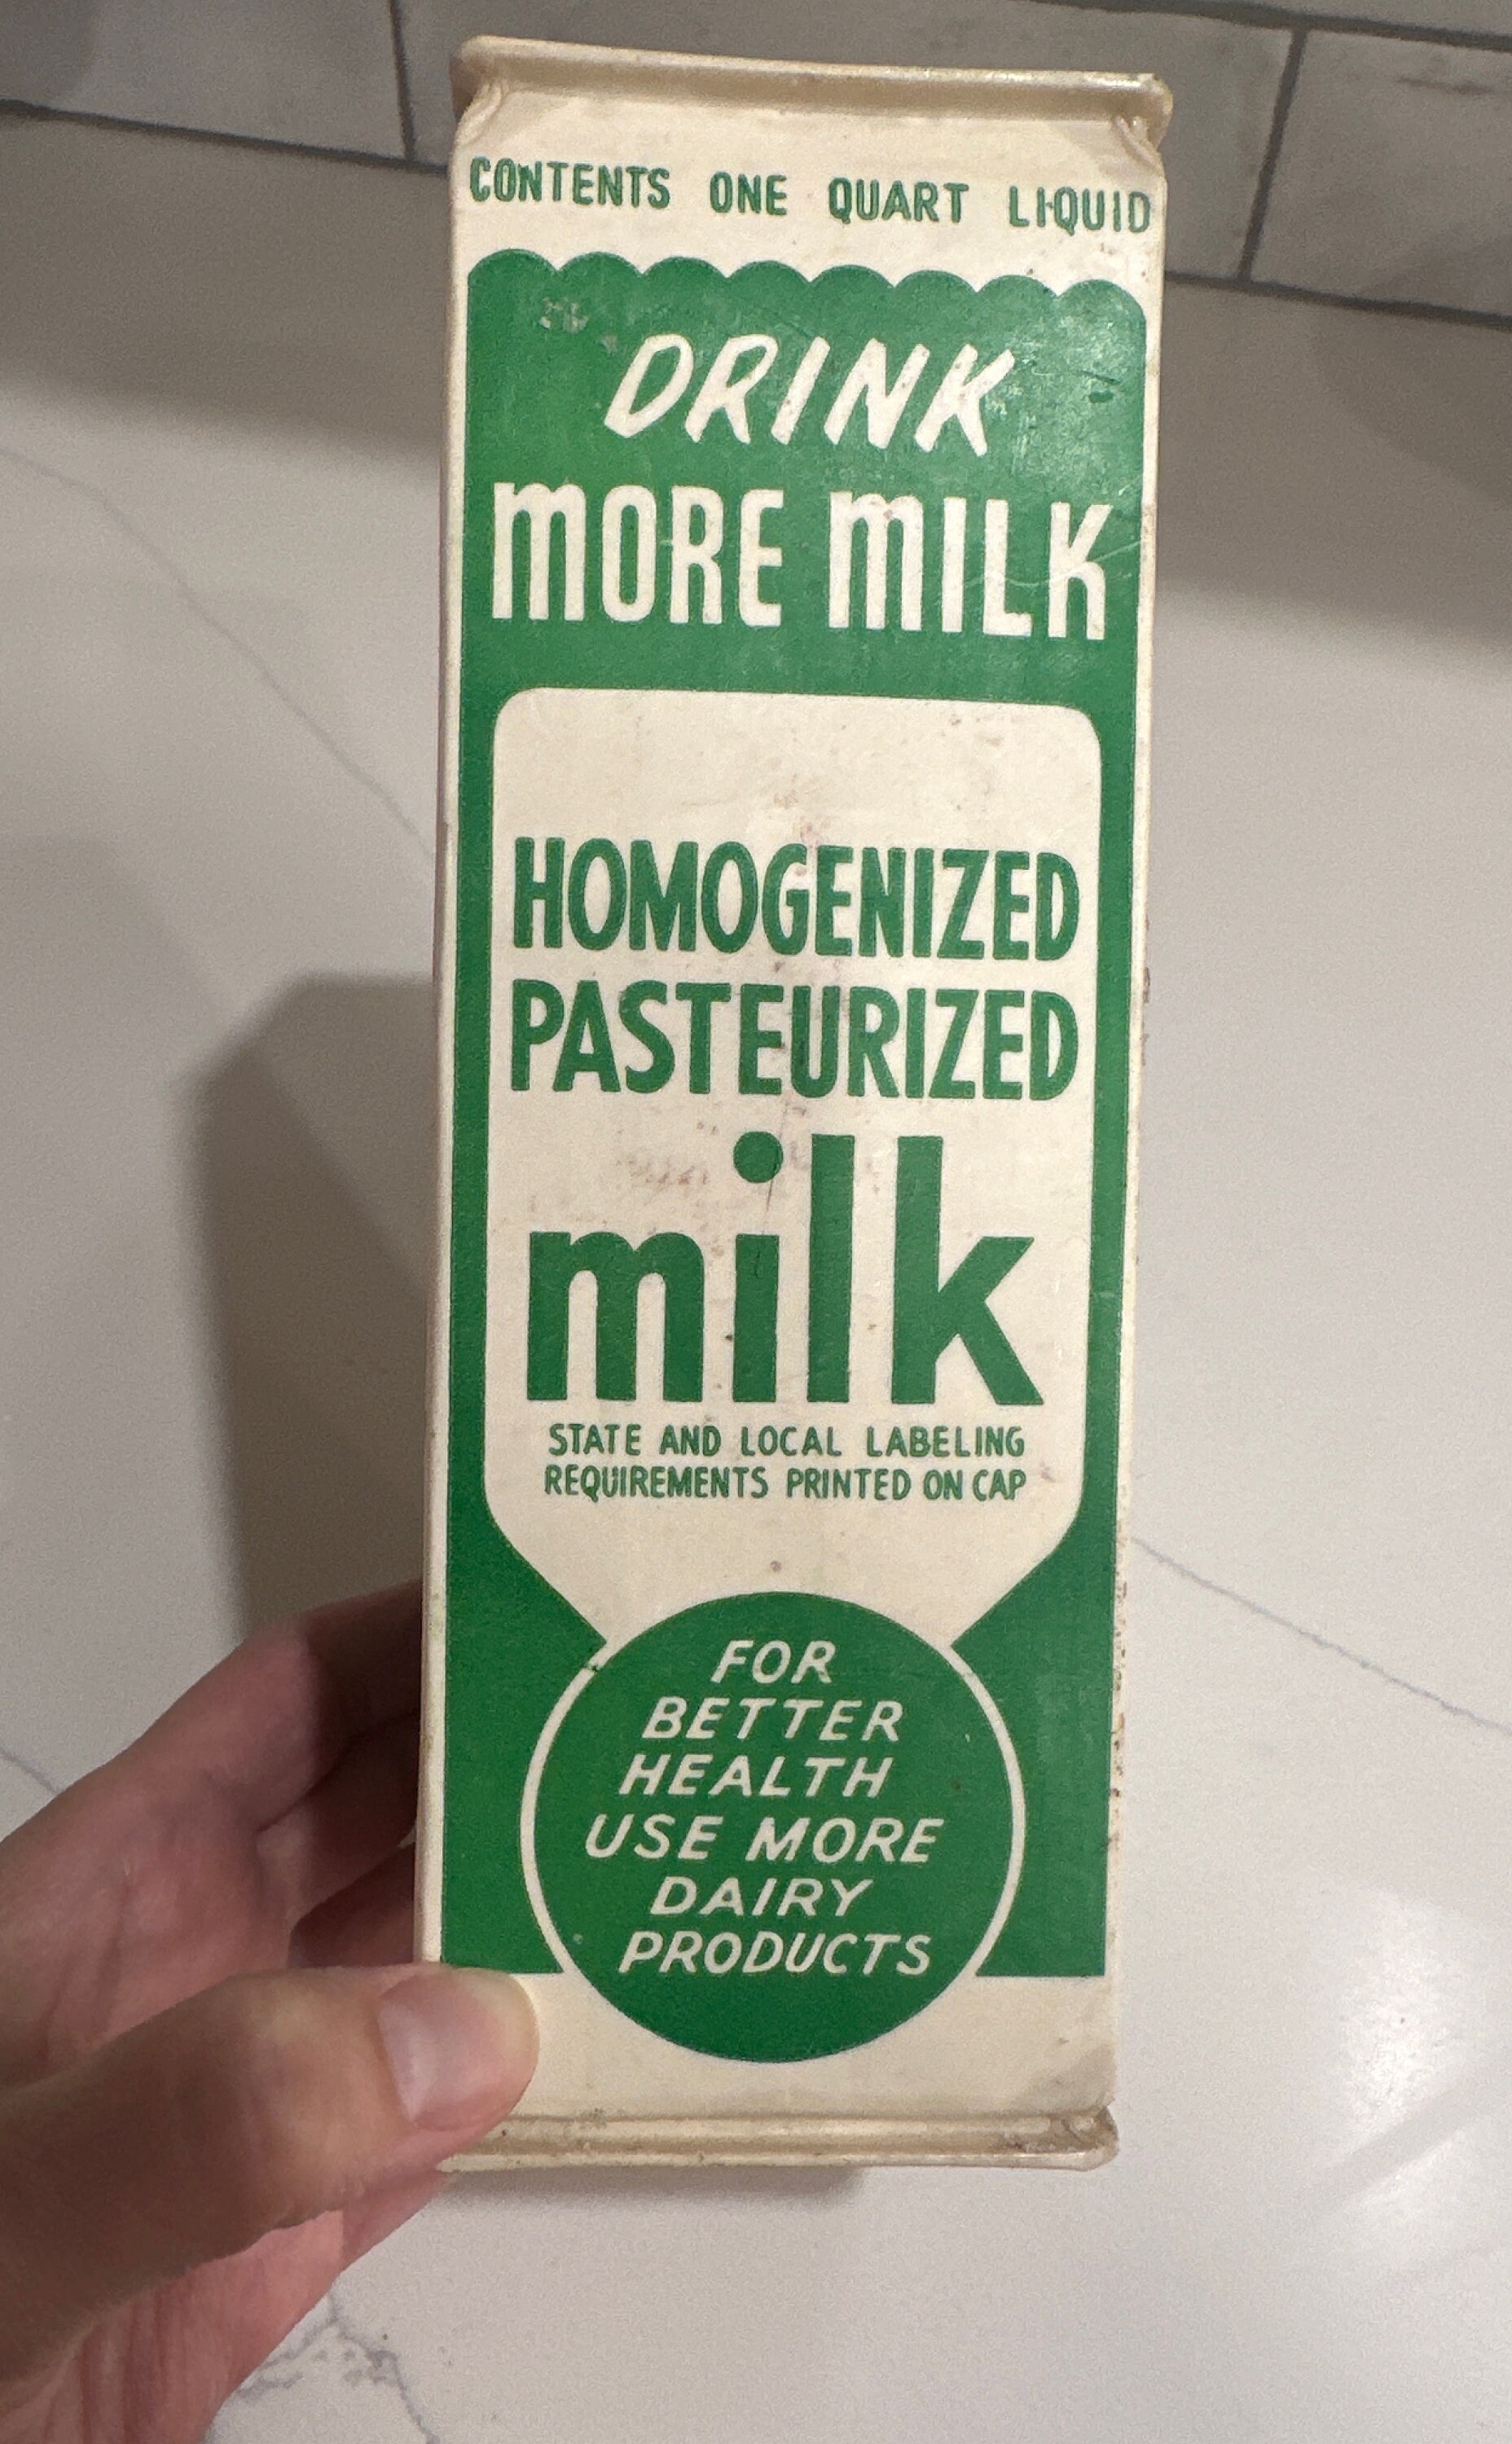 CONTENTS ONE QUART LIQUID
DRINK
MORE MILK
HOMOGENIZED
PASTEURIZED
milk
STATE AND LOCAL LABELING
REQUIREMENTS PRINTED ON CAP
FOR
BETTER
HEALTH
USE MORE
DAIRY
PRODUCTS